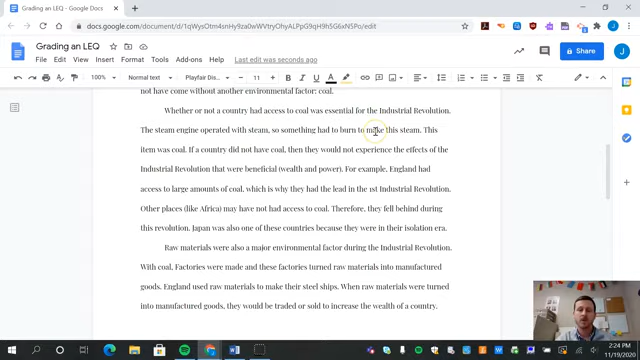 Grading an LEQ - Google Docs
docs.google.com/document/d/1qWysOtm4snHy9za0wWVtryOhyALPpG9qH9h5G6xN5Po/edit
Grading an LEQ
File Edit View Insert Format Tools Add-ons Help Last edit was seconds ago
Share
100% Normal text Playfair Disp... 11
not have come without another environmental factor: coal.
Whether or not a country had access to coal was essential for the Industrial Revolution.
The steam engine operated with steam, so something had to burn to make this steam. This
item was coal. If a country did not have coal, then they would not experience the effects of the
Industrial Revolution that were beneficial (wealth and power). For example, England had
access to large amounts of coal, which is why they had the lead in the 1st Industrial Revolution.
Other places (like Africa) may have not had access to coal. Therefore, they fell behind during
this revolution. Japan was also one of these countries because they were in their isolation era.
Raw materials were also a major environmental factor during the Industrial Revolution.
With coal, Factories were made and these factories turned raw materials into manufactured
goods. England used raw materials to make their steel ships. When raw materials were turned
into manufactured goods, they would be traded or sold to increase the wealth of a country.
2:24 PM
11/19/2020